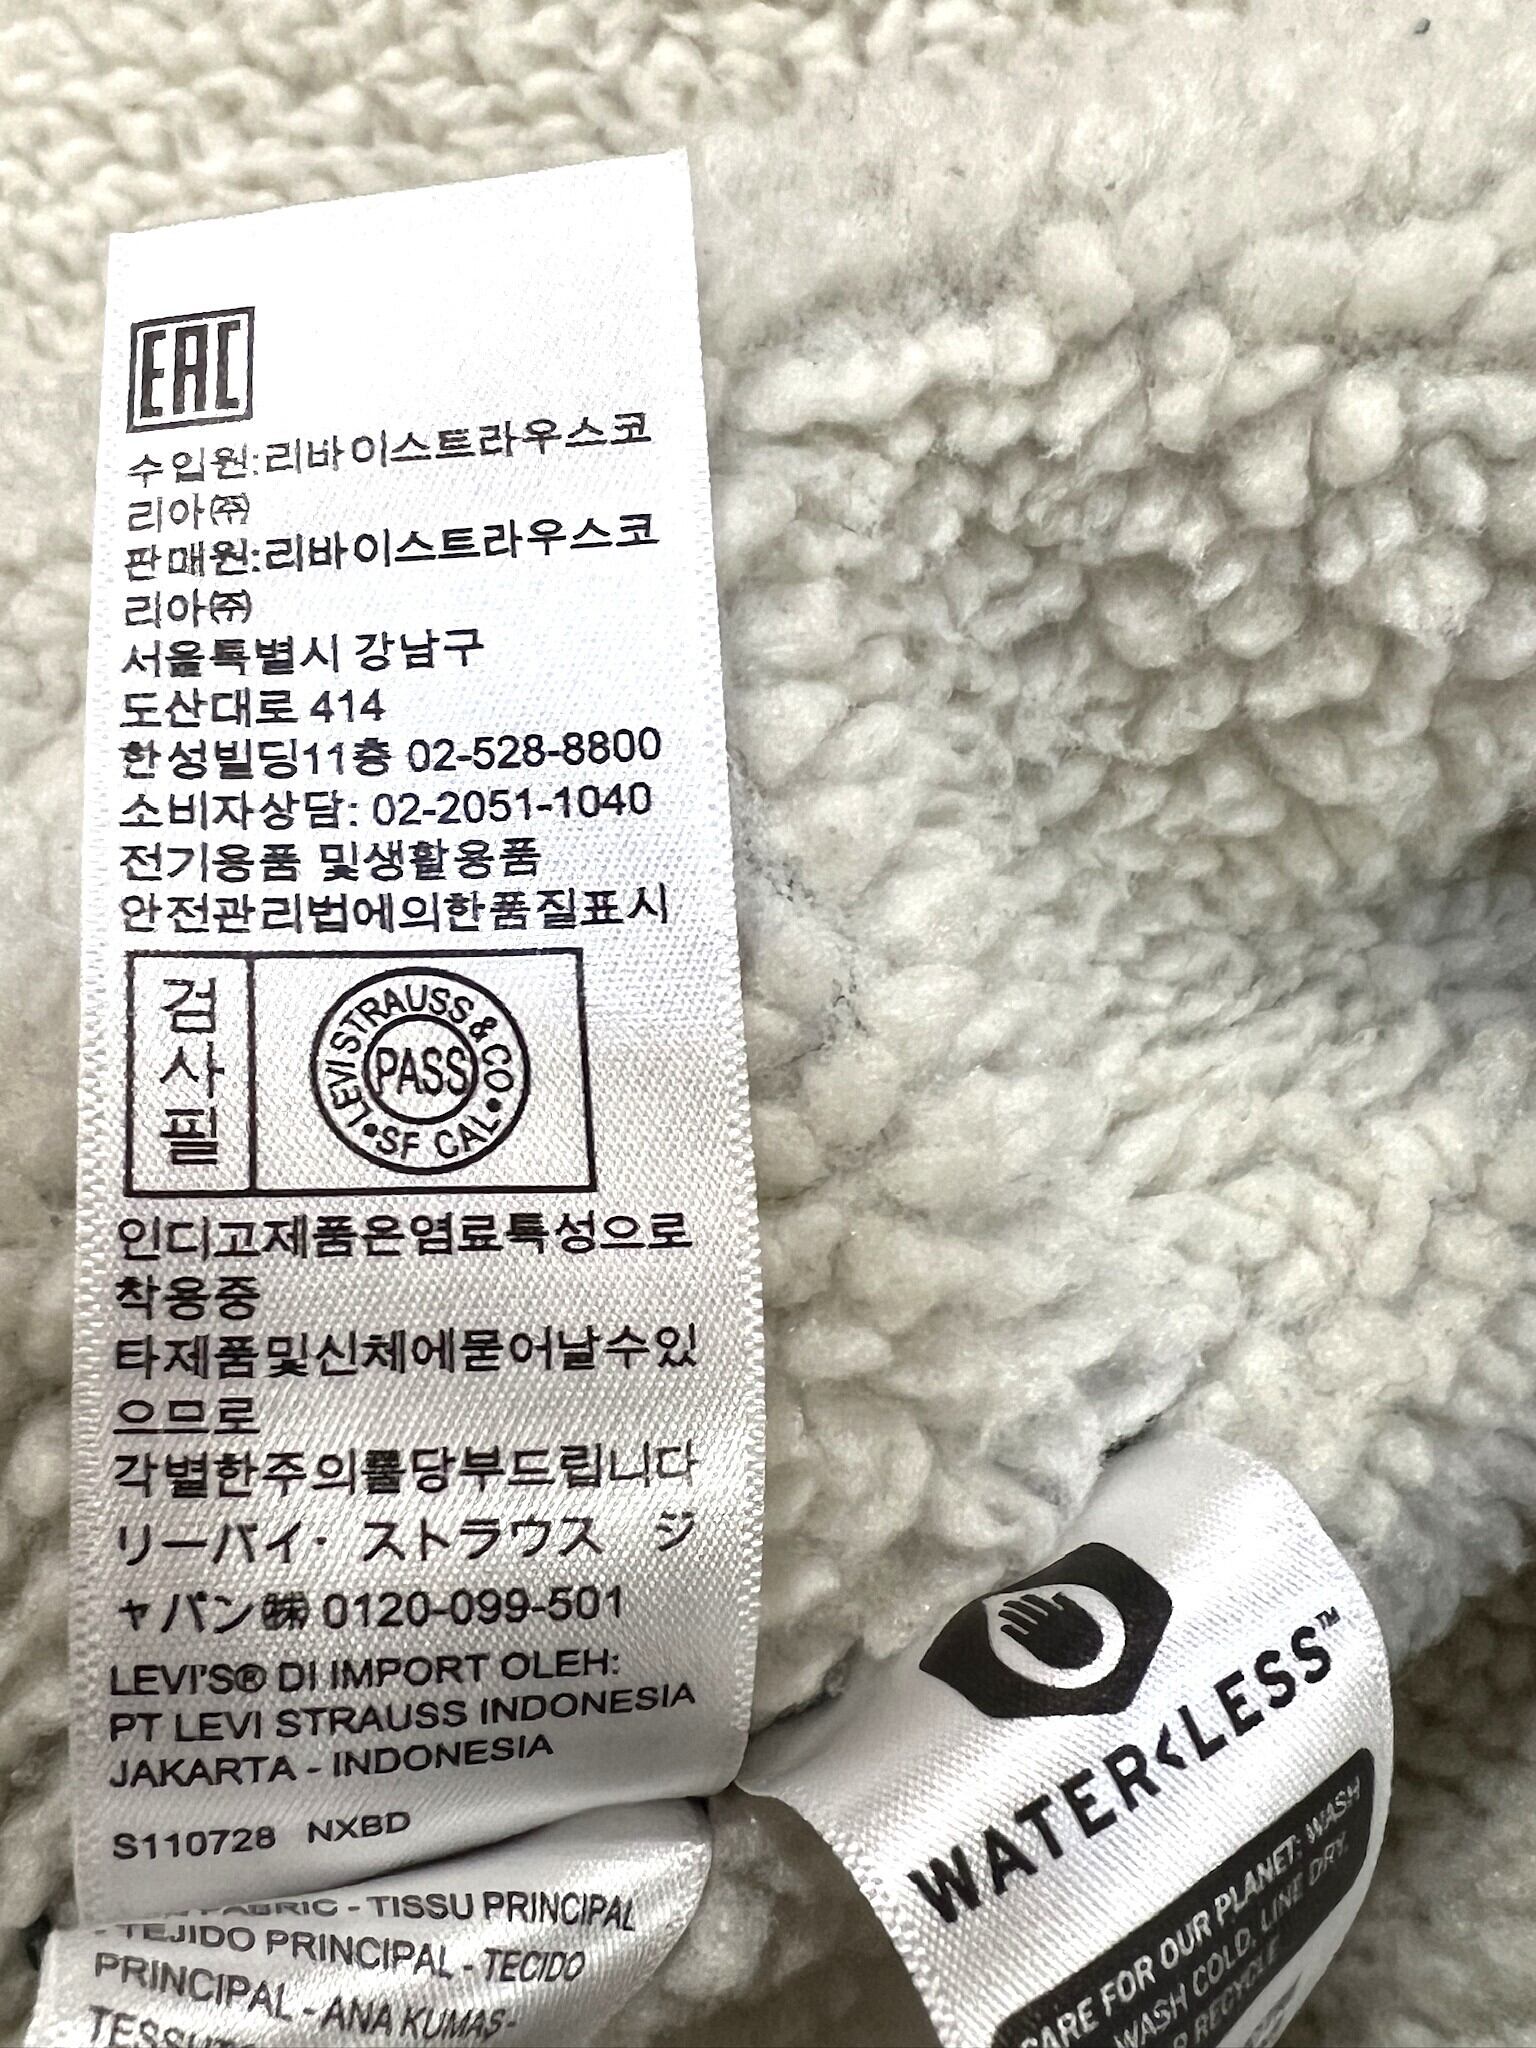 EAC
수입원:리바이스트라우스코
리아㈜
판매원:리바이스트라우스코
리아㈜
서울특별시 강남구
도산대로 414
한성빌딩11층 02-528-8800
소비자상담: 02-2051-1040
전기용품 및생활용품
안전관리법에의한품질표시
검
사
필
LEVI STRAUSS & CO
PASS
•SF CAL•
인디고제품은염료특성으로
착용중
타제품및신체에묻어날수있
으므로
각별한주의를당부드립니다
リーバイ・ ストラウス ジ
ャパン㈱ 0120-099-501
LEVI'S® DI IMPORT OLEH:
PT LEVI STRAUSS INDONESIA
JAKARTA - INDONESIA
S110728 NXBD
FABRIC - TISSU PRINCIPAL
- TEJIDO PRINCIPAL - TECIDO
PRINCIPAL - ANA KUMAS-
WATER<LESS™
CARE FOR OUR PLANET: WASH
WASH COLD, LINE DRY,
RECYCLE